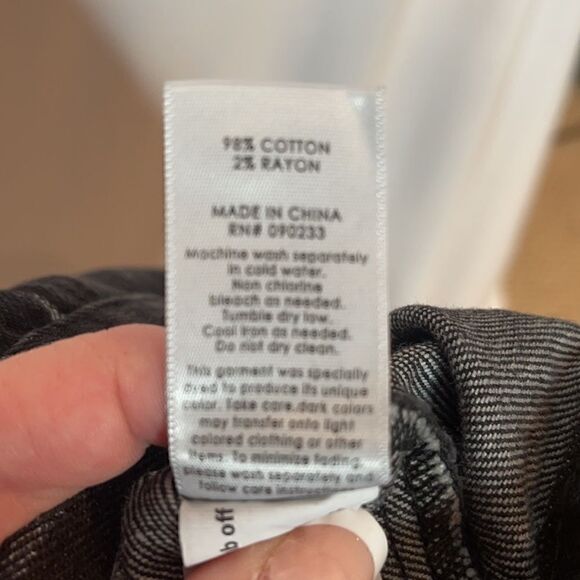 98% COTTON
2% RAYON
MADE IN CHINA
RN# 090233
Machine wash separately
in cold water.
Non chlorine
bleach as needed.
Tumble dry low.
Cool iron as needed.
Do not dry clean.
This garment was specially
dyed to produce its unique
color. Take care, dark colors
may transfer onto light
colored clothing or other
items. To minimize fading,
please wash separately and
follow care
off